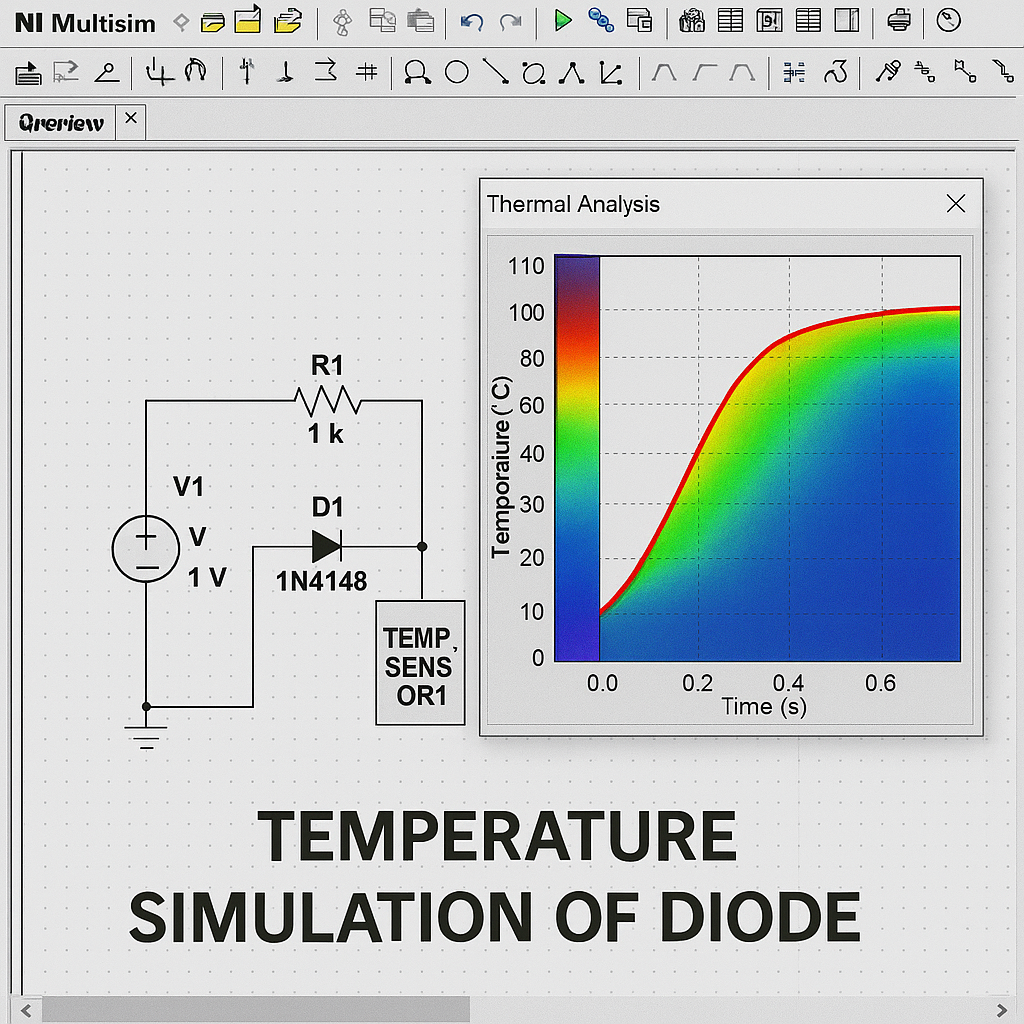 NI Multisim
Qreriew
Thermal Analysis
110
100
80
60
40
30
20
10
0
Temporaiure(°C)
0.0 0.2 0.4 0.6
Time (s)
R1
1 k
V1
V
1 V
D1
1N4148
TEMP,
SENS
OR1
TEMPERATURE
SIMULATION OF DIODE